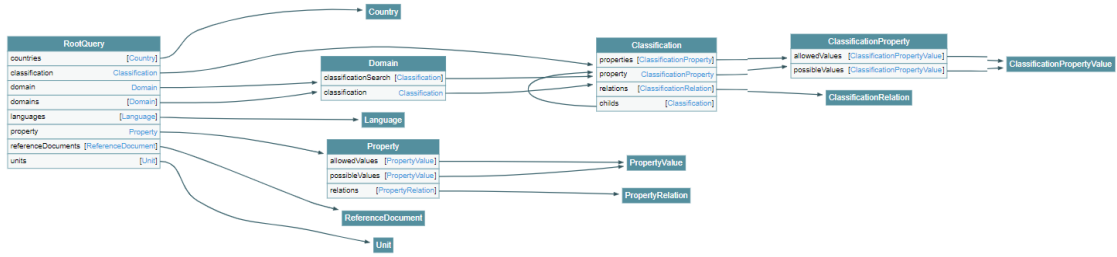 Country
RootQuery
countries [Country]
classification Classification
domain Domain
domains [Domain]
languages [Language]
property Property
referenceDocuments [ReferenceDocument]
units [Unit]
Domain
classificationSearch [Classification]
classification Classification
Classification
properties [ClassificationProperty]
property ClassificationProperty
relations [ClassificationRelation]
childs [Classification]
ClassificationProperty
allowedValues [ClassificationPropertyValue]
possibleValues [ClassificationPropertyValue]
ClassificationPropertyValue
ClassificationRelation
Language
Property
allowedValues [PropertyValue]
possibleValues [PropertyValue]
relations [PropertyRelation]
PropertyValue
PropertyRelation
ReferenceDocument
Unit